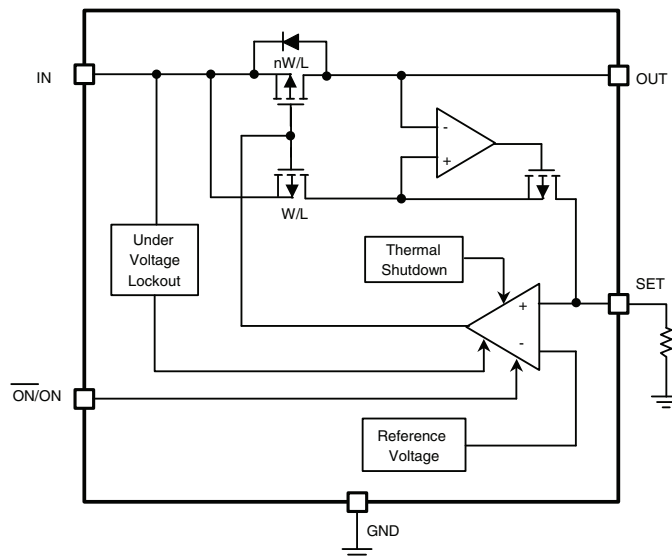 nW/L
IN
OUT
-
+
W/L
Under
Voltage
Lockout
Thermal
Shutdown
SET
+
-
ON/ON
Reference
Voltage
GND